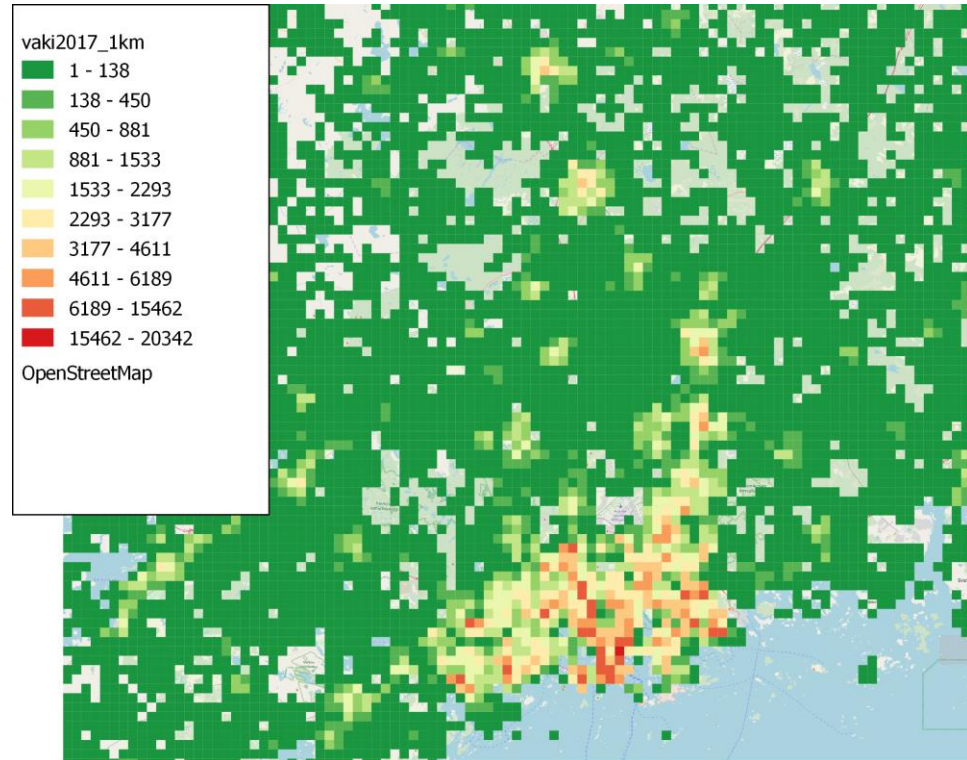 vaki2017_1km
1 - 138
138 - 450
450 - 881
881 - 1533
1533 - 2293
2293 - 3177
3177 - 4611
4611 - 6189
6189 - 15462
15462 - 20342
OpenStreetMap